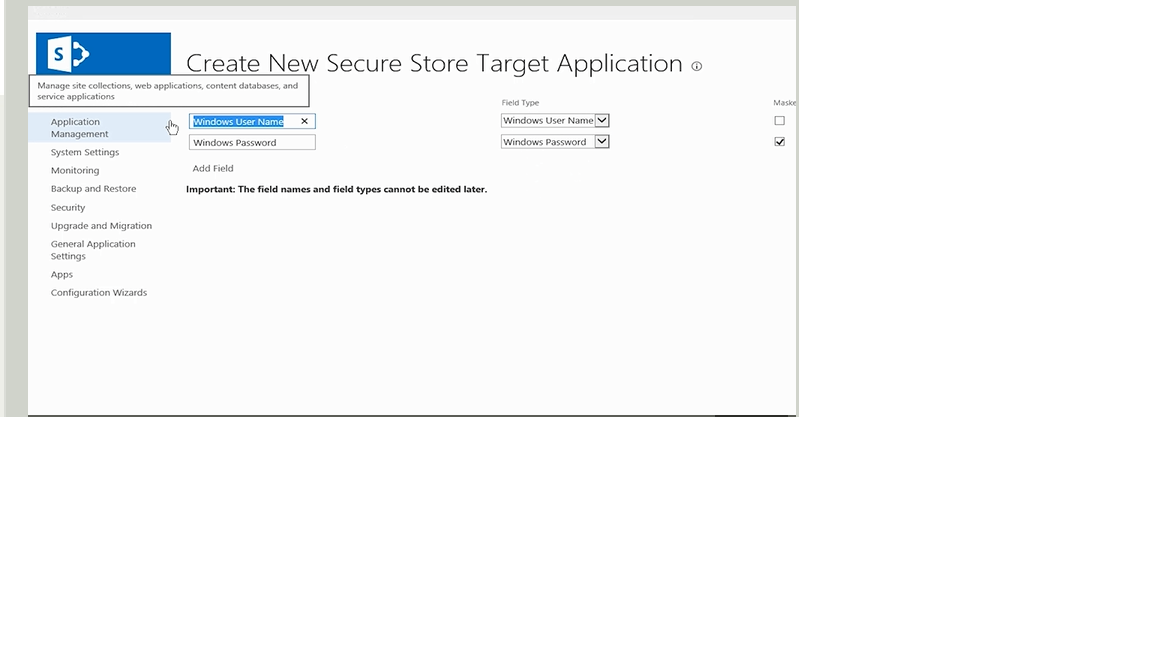 S
Create New Secure Store Target Application
Manage site collections, web applications, content databases, and
service applications
Field Type
Maske
Application
Management
Windows User Name
Windows User Name
Windows Password
Windows Password
System Settings
Monitoring
Add Field
Backup and Restore
Important: The field names and field types cannot be edited later.
Security
Upgrade and Migration
General Application
Settings
Apps
Configuration Wizards